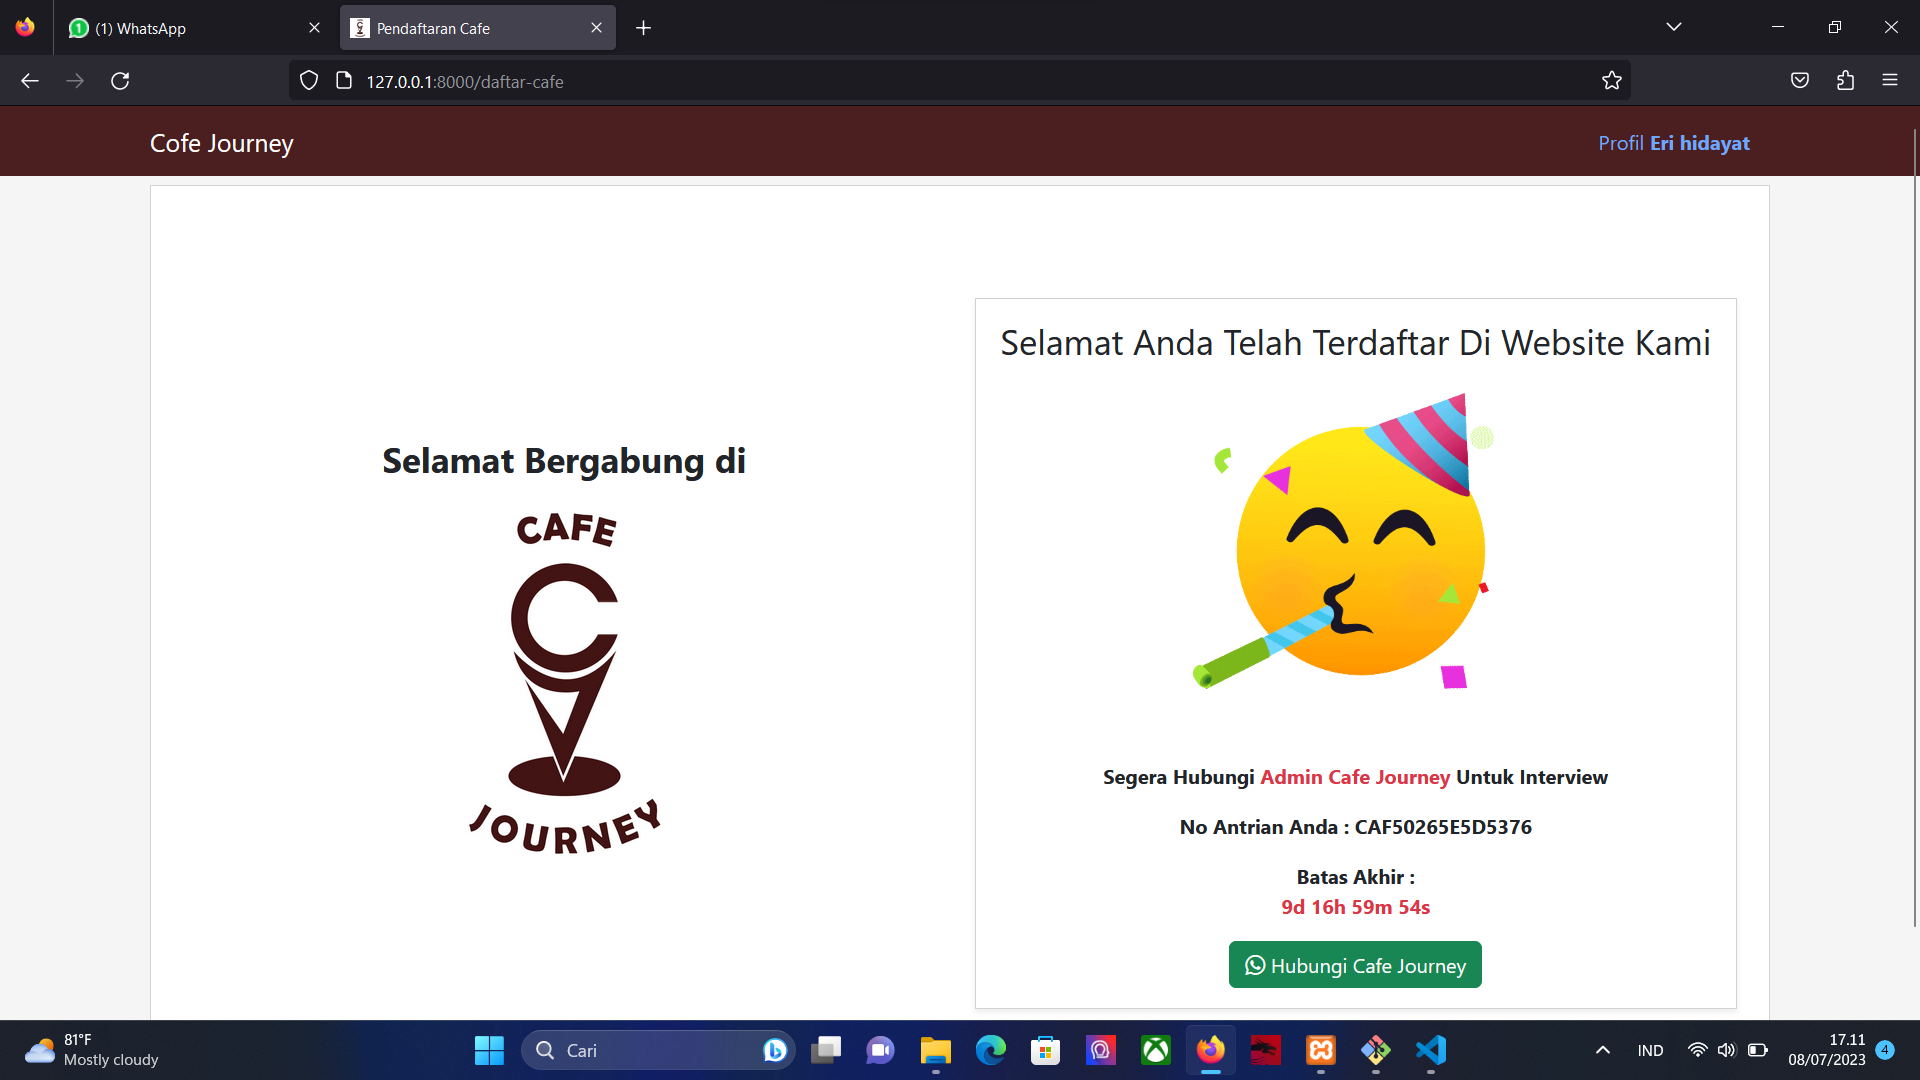 (1) WhatsApp
Pendaftaran Cafe
127.0.0.1:8000/daftar-cafe
Cofe Journey
Profil Eri hidayat
Selamat Bergabung di
CAFE
JOURNEY
Selamat Anda Telah Terdaftar Di Website Kami
Segera Hubungi Admin Cafe Journey Untuk Interview
No Antrian Anda : CAF50265E5D5376
Batas Akhir :
9d 16h 59m 54s
Hubungi Cafe Journey
81°F
Mostly cloudy
Cari
IND
17.11
08/07/2023
4